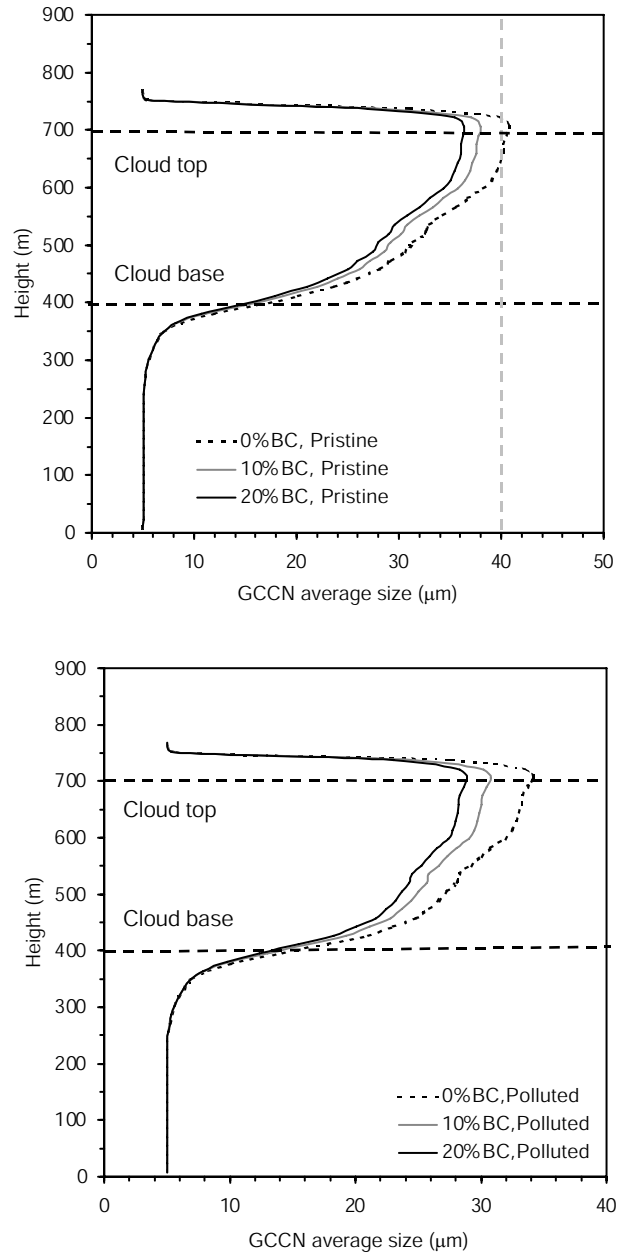 900
800
700
600
500
400
300
200
100
0
Height (m)
Cloud top
Cloud base
0%BC, Pristine
10%BC, Pristine
20%BC, Pristine
0 10 20 30 40 50
GCCN average size (μm)
900
800
700
600
500
400
300
200
100
0
Height (m)
Cloud top
Cloud base
0%BC,Polluted
10%BC,Polluted
20%BC,Polluted
0 10 20 30 40
GCCN average size (μm)